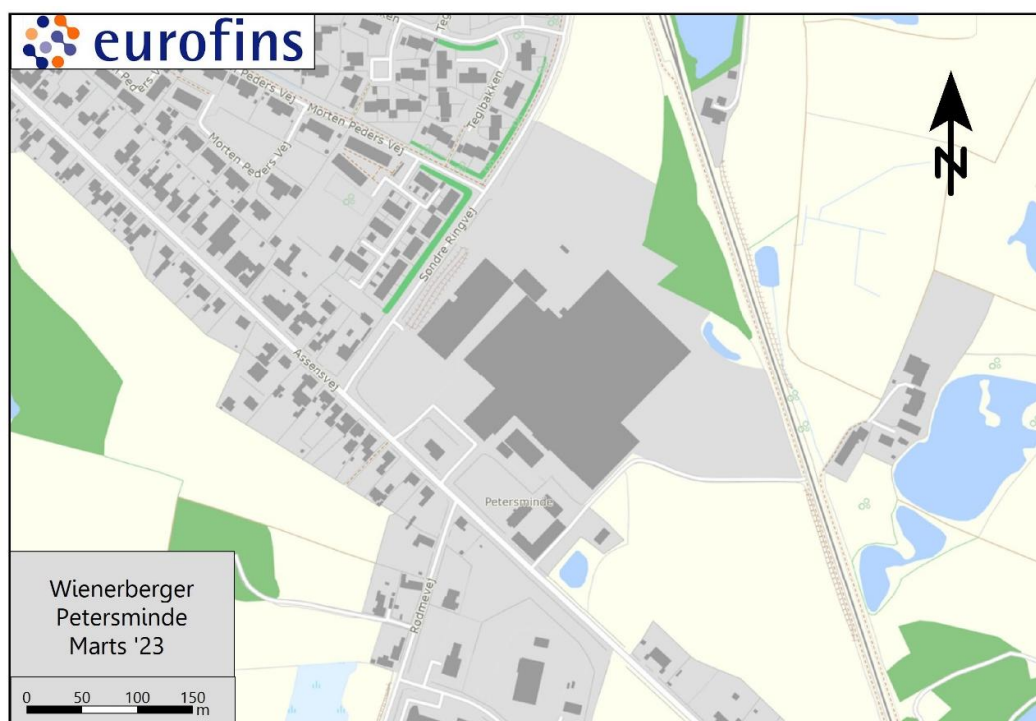 eurofins
Teglbakken
Peders Vej
Morten Peders Vej
Morten Peders Vej
Søndre Ringvej
Assensvej
Petersminde
Rødmevej
N
Wienerberger
Petersminde
Marts '23
0 50 100 150
m